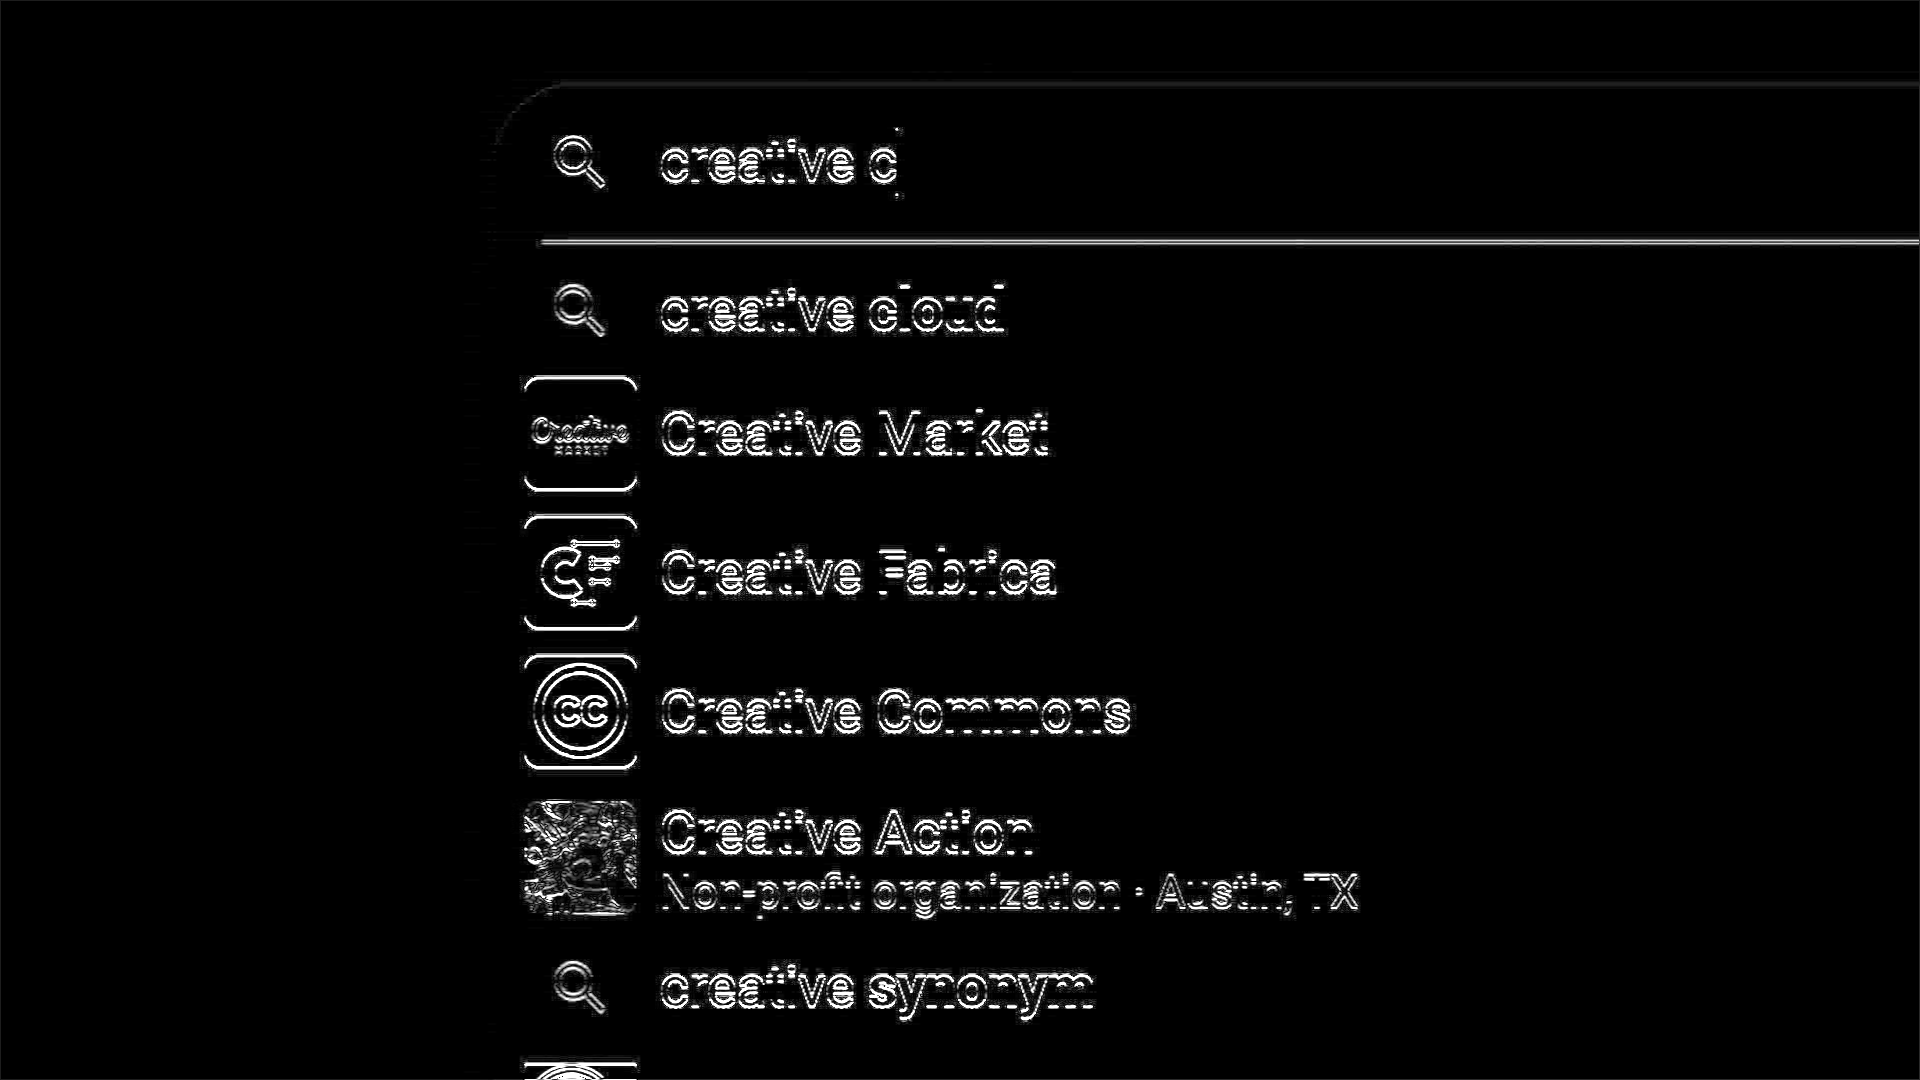 creative c
creative cloud
Creative MARKET
Creative Market
CF
Creative Fabrica
cc
Creative Commons
Creative Action
Non-profit organization · Austin, TX
creative synonym